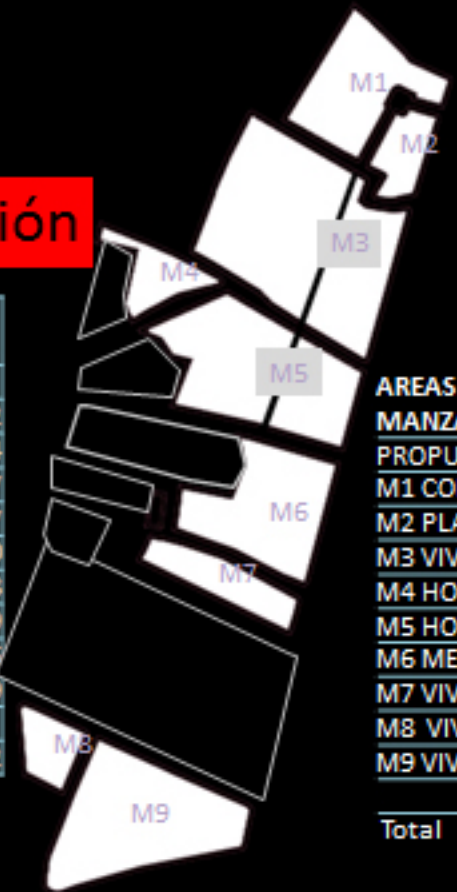 M1
M2
ión
M3
M4
M5
AREAS
MANZA
PROPU
M1 CO
M2 PLA
M3 VIV
M4 HO
M5 HO
M6 ME
M7 VIV
M8 VIV
M9 VIV
Total
M6
M7
M8
M9